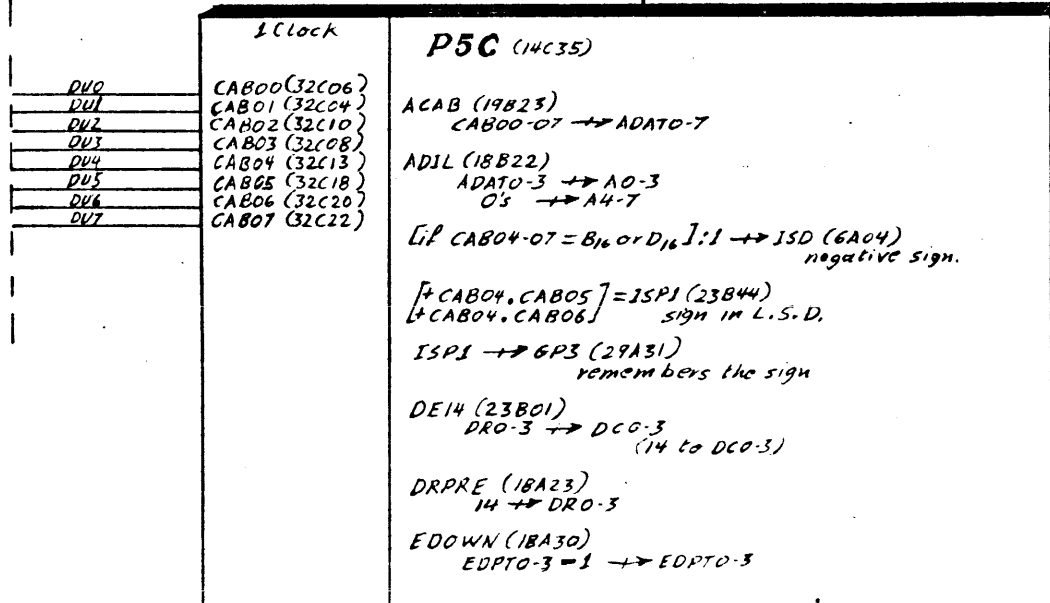 1 Clock
P5C (14C35)
DV0 CAB00 (32C06)
DV1 CAB01 (32C04)
DV2 CAB02 (32C10)
DV3 CAB03 (32C08)
DV4 CAB04 (32C13)
DV5 CAB05 (32C18)
DV6 CAB06 (32C20)
DV7 CAB07 (32C22)
ACAB (19B23)
CAB00-07 ↛ ADAT0-7
ADIL (18B22)
ADAT0-3 ↛ A0-3
0's ↛ A4-7
[if CAB04-07 = B₁₆ or D₁₆]:1 ↛ ISD (6A04)
negative sign.
[+CAB04.CAB05] = ISP1 (23B44)
[+CAB04.CAB06] sign in L.S.D.
ISP1 ↛ GP3 (29A31)
remembers the sign
DE14 (23B01)
DR0-3 ↛ DC0-3
(14 to DC0-3)
DRPRE (18A23)
14 ↛ DR0-3
EDOWN (18A30)
EDPT0-3 - 1 ↛ EDPT0-3